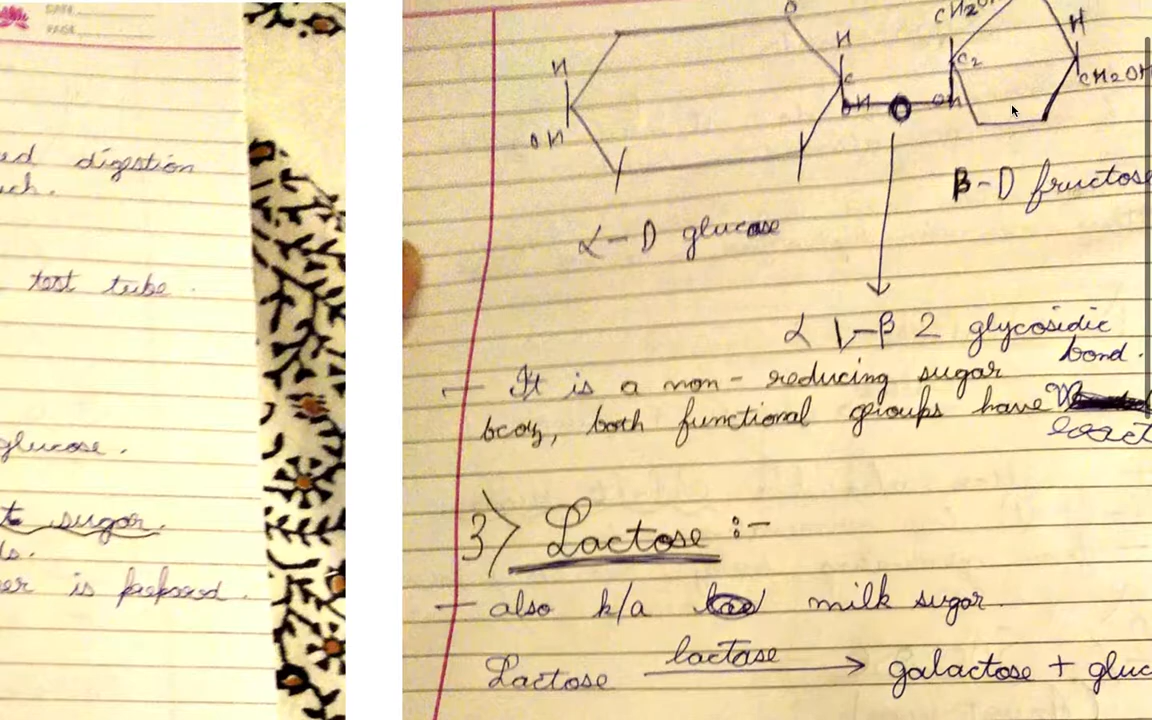 DATE
PAGE
ed digestion
uch.
test tube.
glucose.
t sugar.
ds.
er is prepared.
O
H
OH
H
C
OH
O
OH
CH2OH
C2
H
CH2OH
α-D glucose
β-D fructose
α 1-β 2 glycosidic
bond.
- It is a non-reducing sugar
bcoz, both functional groups have
3> Lactose :-
- also k/a milk sugar.
Lactose lactase → galactose + gluc